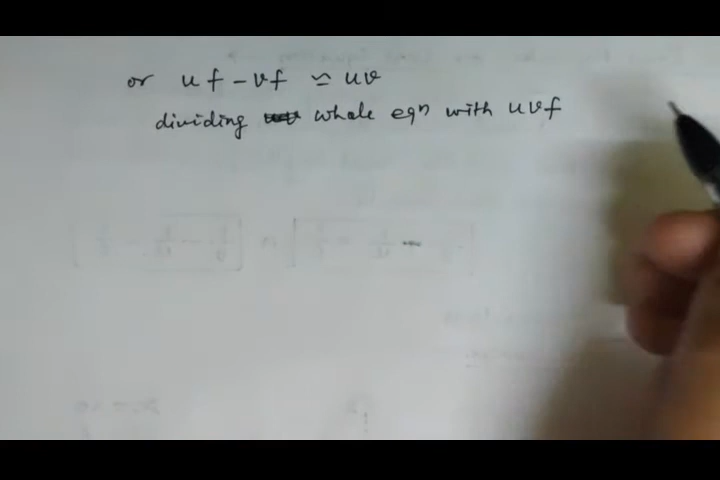 or uf - vf ≃ uv
dividing whole eqn with uvf